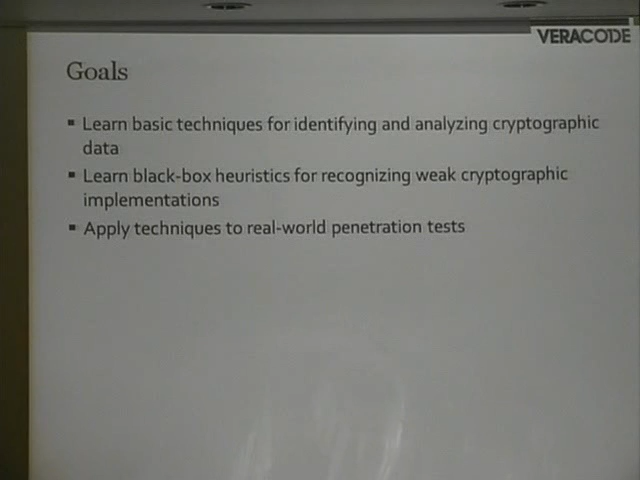 VERACODE
Goals
▪ Learn basic techniques for identifying and analyzing cryptographic
data
▪ Learn black-box heuristics for recognizing weak cryptographic
implementations
▪ Apply techniques to real-world penetration tests